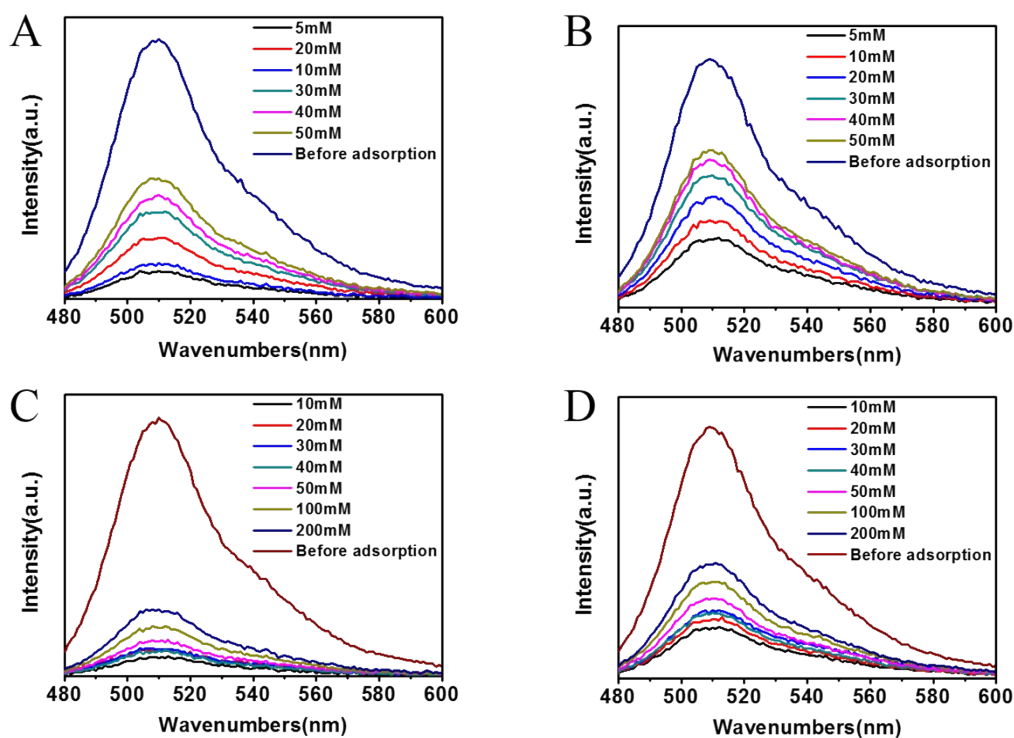 A
5mM
20mM
10mM
30mM
40mM
50mM
Before adsorption
Intensity(a.u.)
480 500 520 540 560 580 600
Wavenumbers(nm)
B
5mM
10mM
20mM
30mM
40mM
50mM
Before adsorption
Intensity(a.u.)
480 500 520 540 560 580 600
Wavenumbers(nm)
C
10mM
20mM
30mM
40mM
50mM
100mM
200mM
Before adsorption
Intensity(a.u.)
480 500 520 540 560 580 600
Wavenumbers(nm)
D
10mM
20mM
30mM
40mM
50mM
100mM
200mM
Before adsorption
Intensity(a.u.)
480 500 520 540 560 580 600
Wavenumbers(nm)